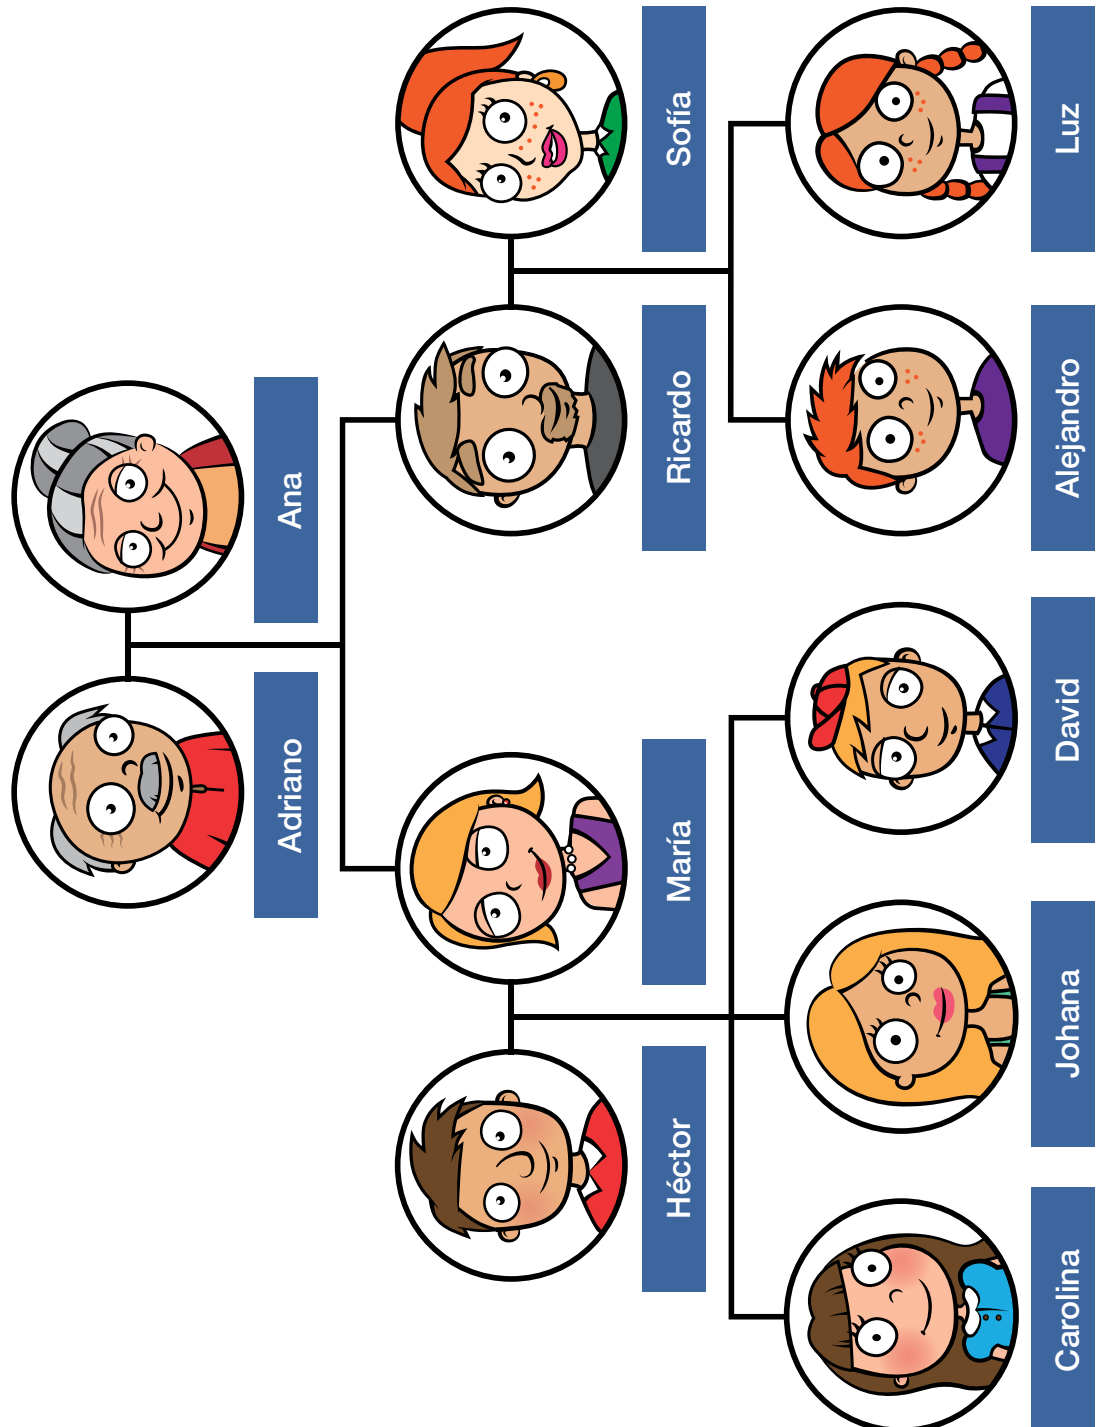 Adriano
Ana
Héctor
María
Ricardo
Sofía
Carolina
Johana
David
Alejandro
Luz